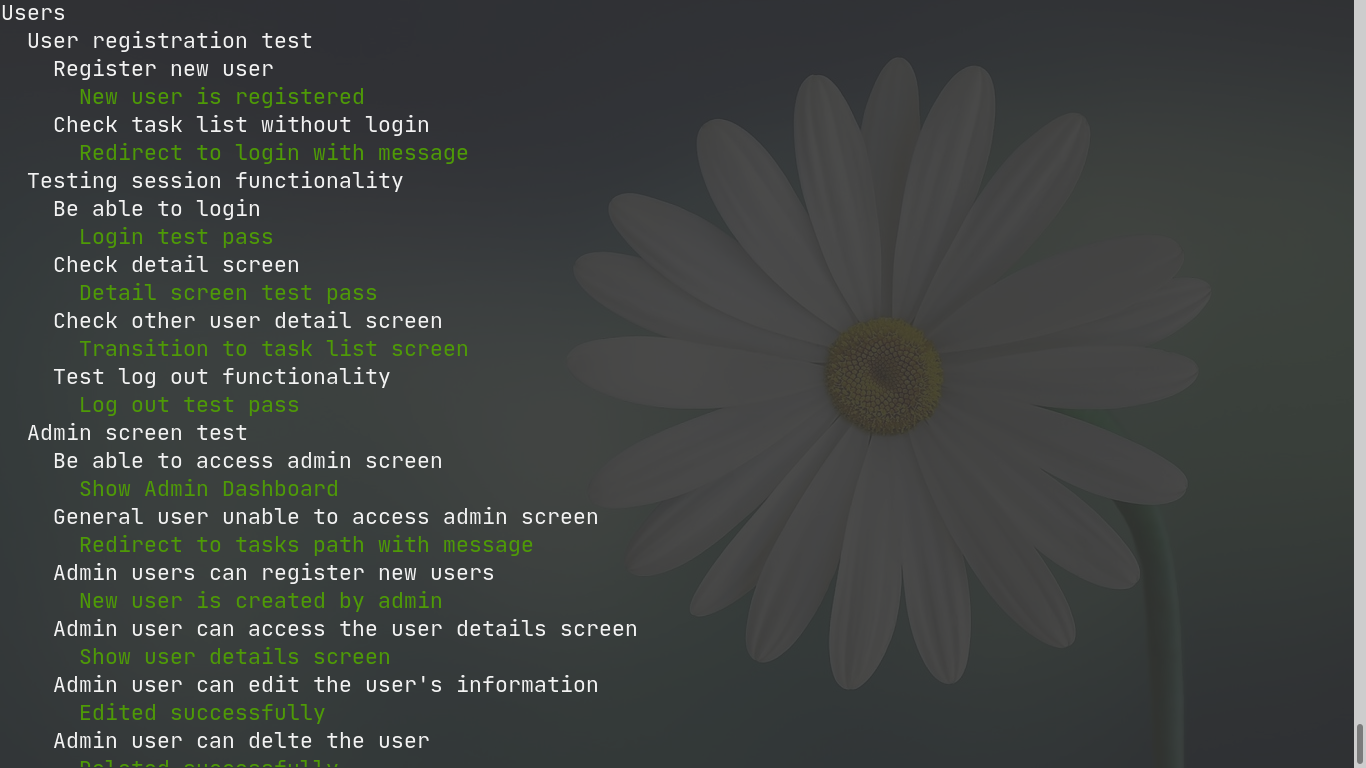 Users
User registration test
Register new user
New user is registered
Check task list without login
Redirect to login with message
Testing session functionality
Be able to login
Login test pass
Check detail screen
Detail screen test pass
Check other user detail screen
Transition to task list screen
Test log out functionality
Log out test pass
Admin screen test
Be able to access admin screen
Show Admin Dashboard
General user unable to access admin screen
Redirect to tasks path with message
Admin users can register new users
New user is created by admin
Admin user can access the user details screen
Show user details screen
Admin user can edit the user's information
Edited successfully
Admin user can delte the user
Deleted successfully